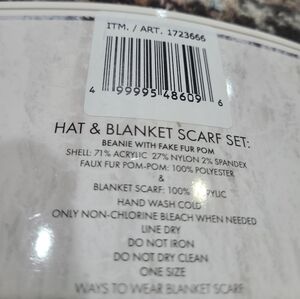 ITM. / ART. 1723666
4 99995 48609 6
HAT & BLANKET SCARF SET:
BEANIE WITH FAKE FUR POM
SHELL: 71% ACRYLIC 27% NYLON 2% SPANDEX
FAUX FUR POM-POM: 100% POLYESTER
&
BLANKET SCARF: 100% ACRYLIC
HAND WASH COLD
ONLY NON-CHLORINE BLEACH WHEN NEEDED
LINE DRY
DO NOT IRON
DO NOT DRY CLEAN
ONE SIZE
WAYS TO WEAR BLANKET SCARF